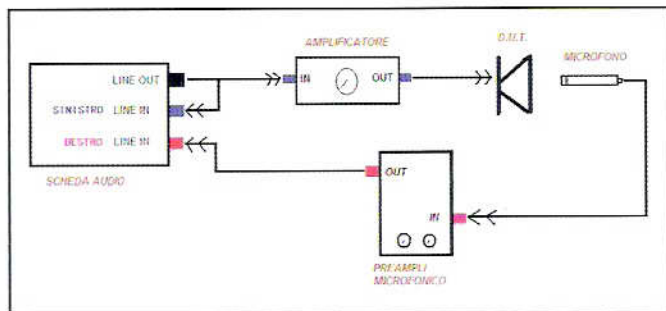 AMPLIFICATORE
D.U.T.
MICROFONO
LINE OUT
IN
OUT
SINISTRO LINE IN
DESTRO LINE IN
SCHEDA AUDIO
OUT
IN
PREAMPLI
MICROFONICO